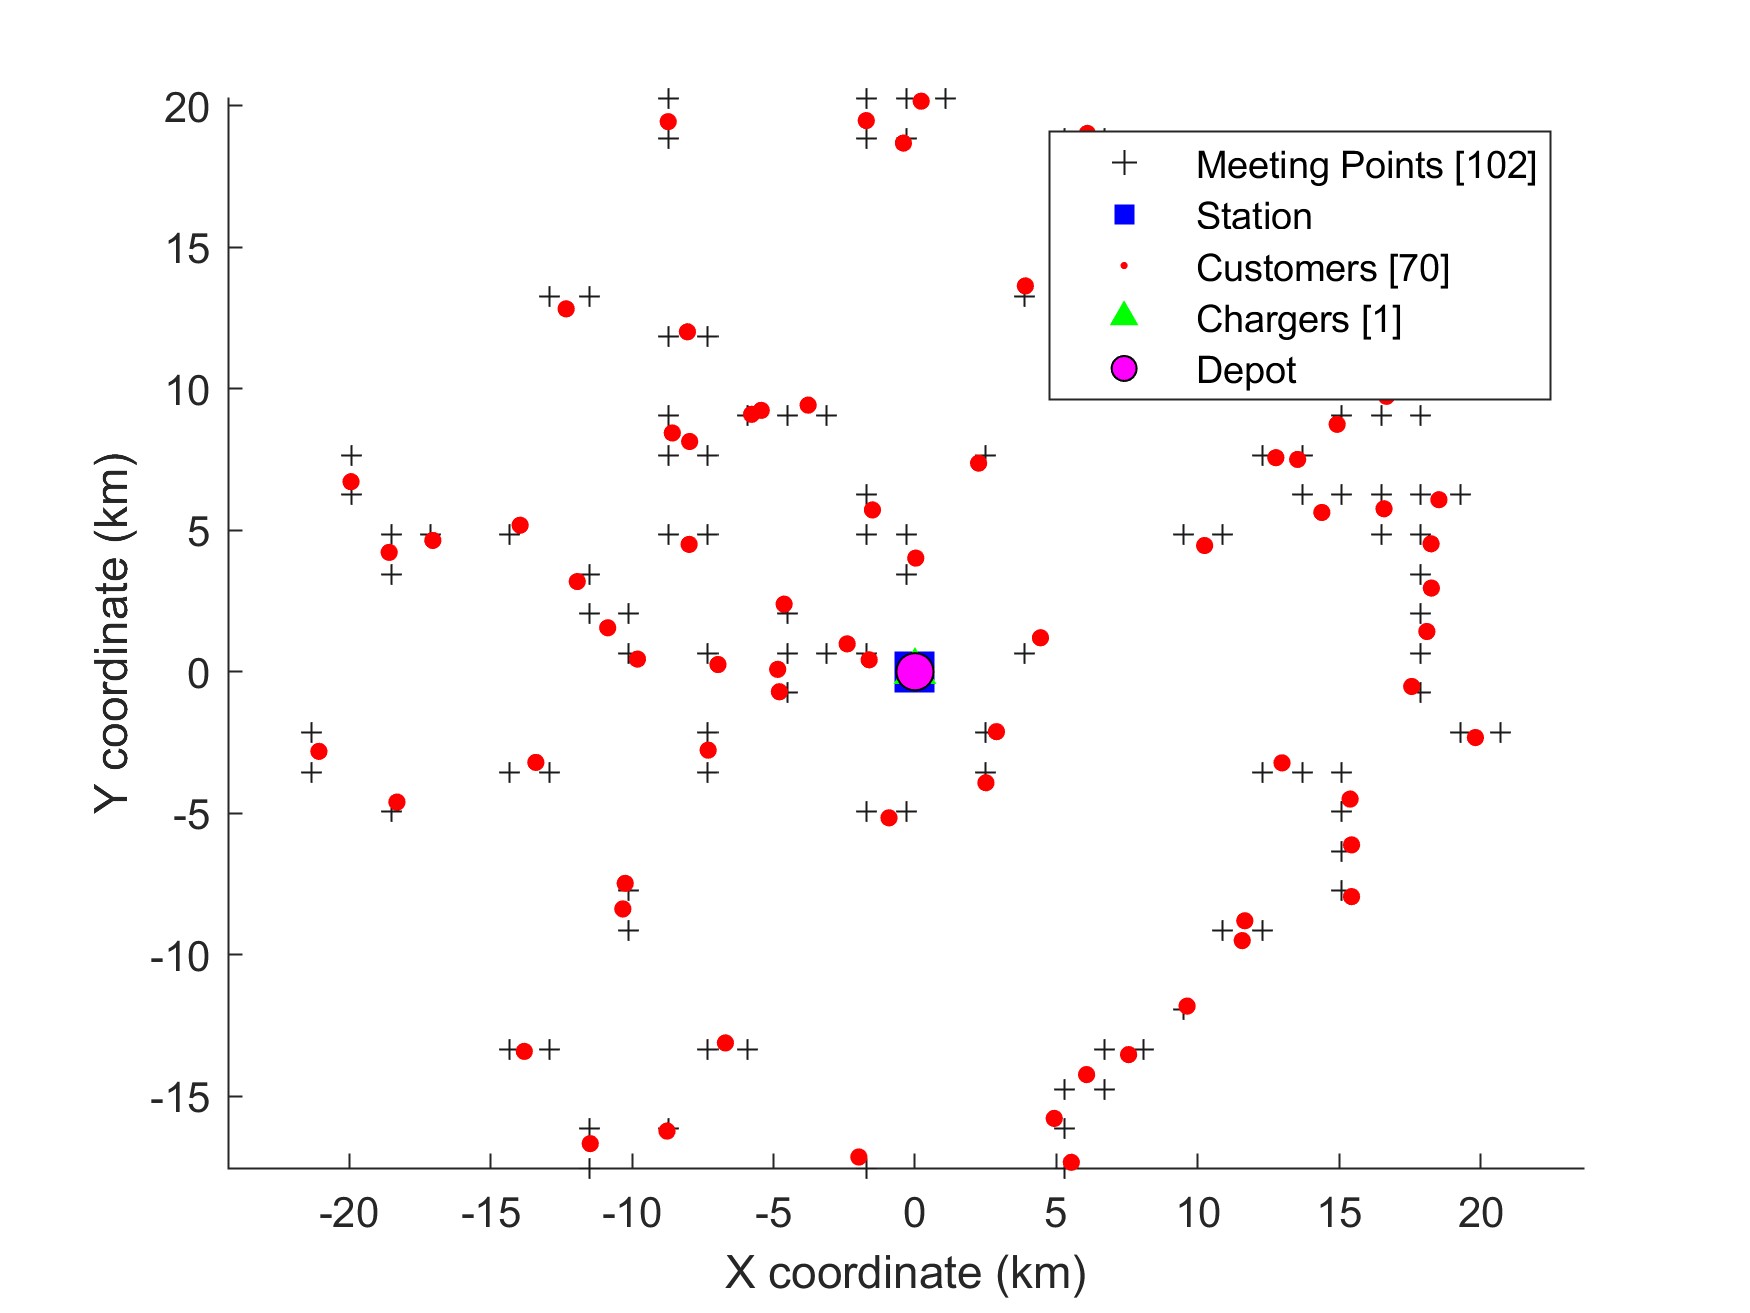 20
15
10
5
0
-5
-10
-15
Y coordinate (km)
Meeting Points [102]
Station
Customers [70]
Chargers [1]
Depot
-20 -15 -10 -5 0 5 10 15 20
X coordinate (km)